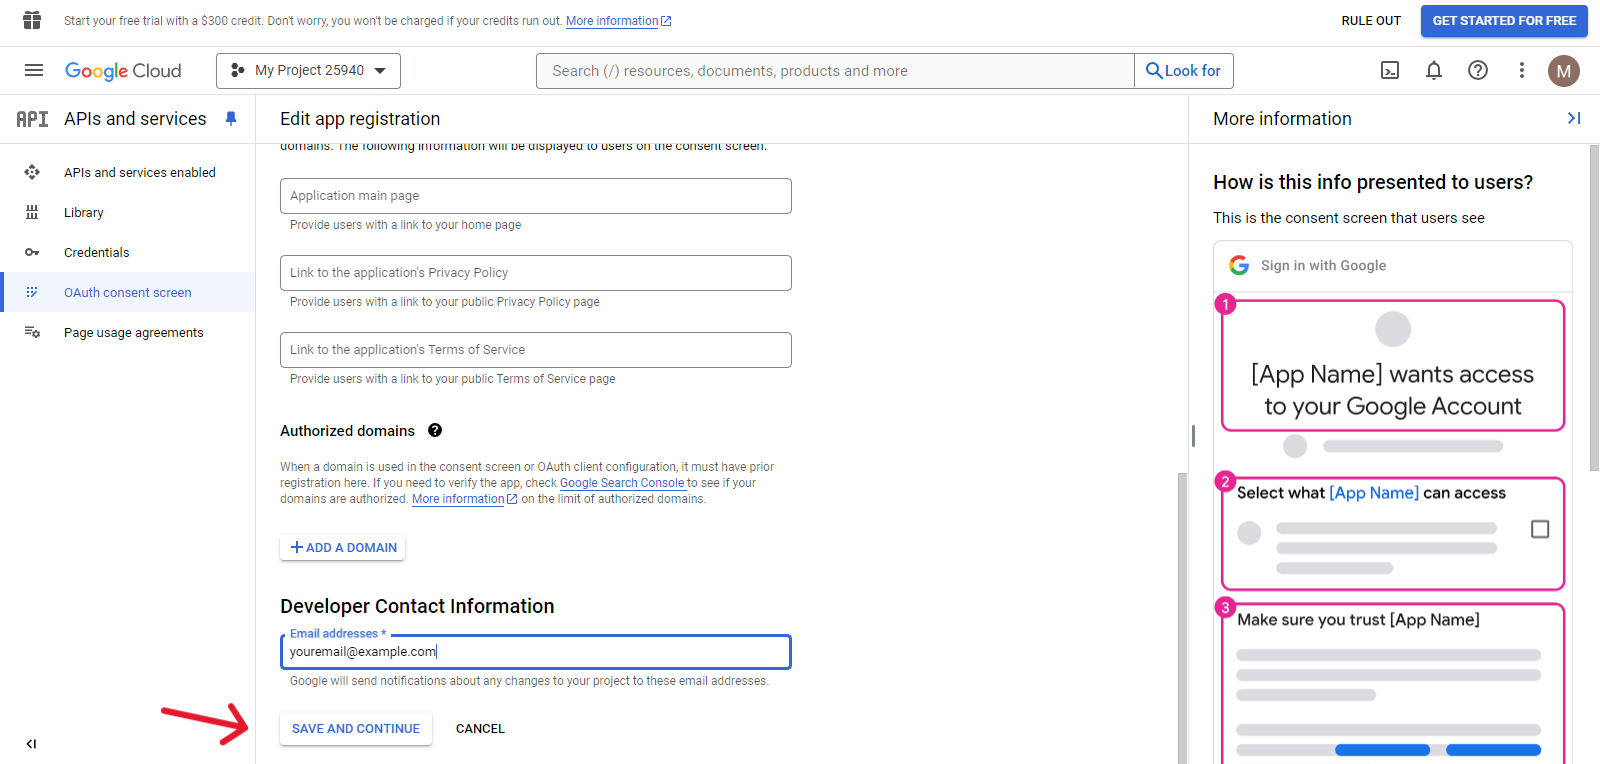 Start your free trial with a $300 credit. Don't worry, you won't be charged if your credits run out. More information
RULE OUT
GET STARTED FOR FREE
Google Cloud
My Project 25940
Search (/) resources, documents, products and more
Look for
M
API
APIs and services
Edit app registration
More information
APIs and services enabled
Library
Credentials
OAuth consent screen
Page usage agreements
domains. The following information will be displayed to users on the consent screen.
Application main page
Provide users with a link to your home page
Link to the application's Privacy Policy
Provide users with a link to your public Privacy Policy page
Link to the application's Terms of Service
Provide users with a link to your public Terms of Service page
Authorized domains
When a domain is used in the consent screen or OAuth client configuration, it must have prior
registration here. If you need to verify the app, check Google Search Console to see if your
domains are authorized. More information on the limit of authorized domains.
+ ADD A DOMAIN
Developer Contact Information
Email addresses *
youremail@example.com
Google will send notifications about any changes to your project to these email addresses.
SAVE AND CONTINUE
CANCEL
How is this info presented to users?
This is the consent screen that users see
Sign in with Google
1
[App Name] wants access
to your Google Account
2
Select what [App Name] can access
3
Make sure you trust [App Name]